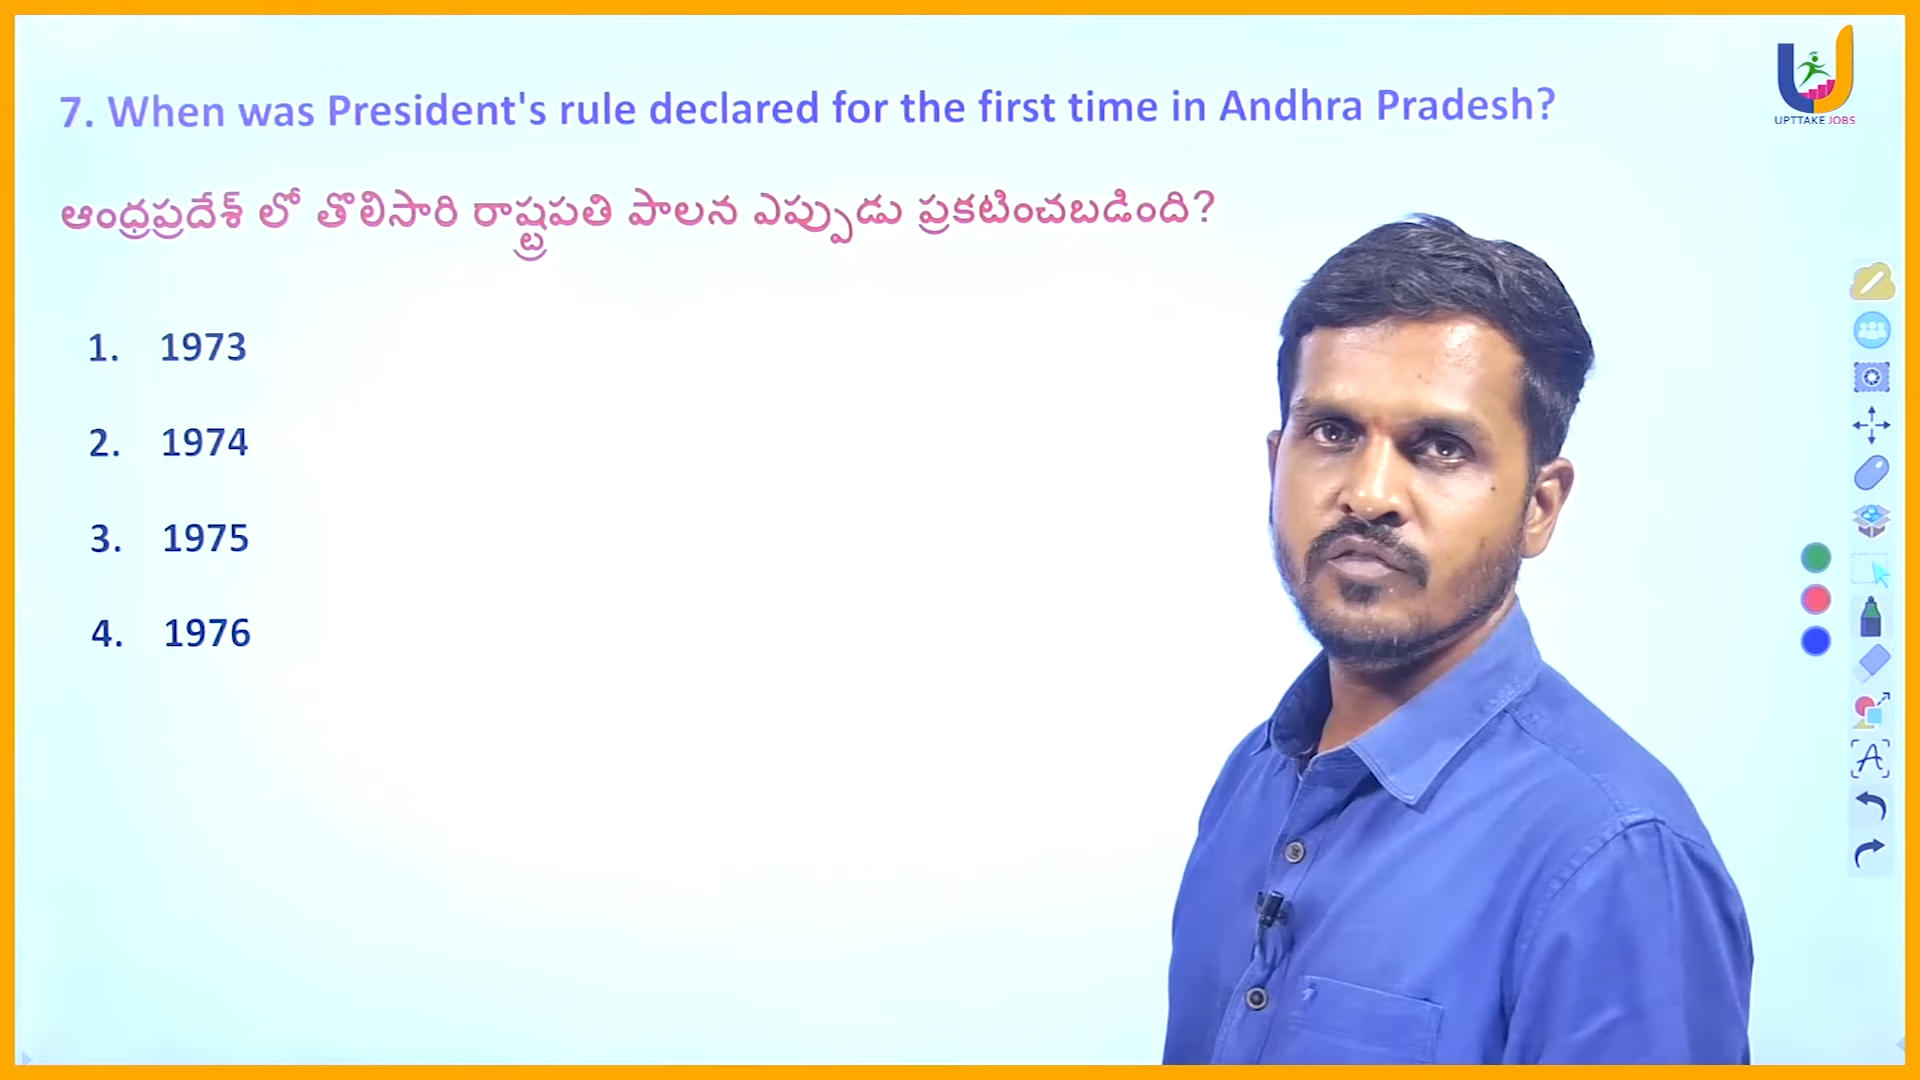 7. When was President's rule declared for the first time in Andhra Pradesh?
UPTTAKE JOBS
ఆంధ్రప్రదేశ్ లో తొలిసారి రాష్ట్రపతి పాలన ఎప్పుడు ప్రకటించబడింది?
1. 1973
2. 1974
3. 1975
4. 1976
A